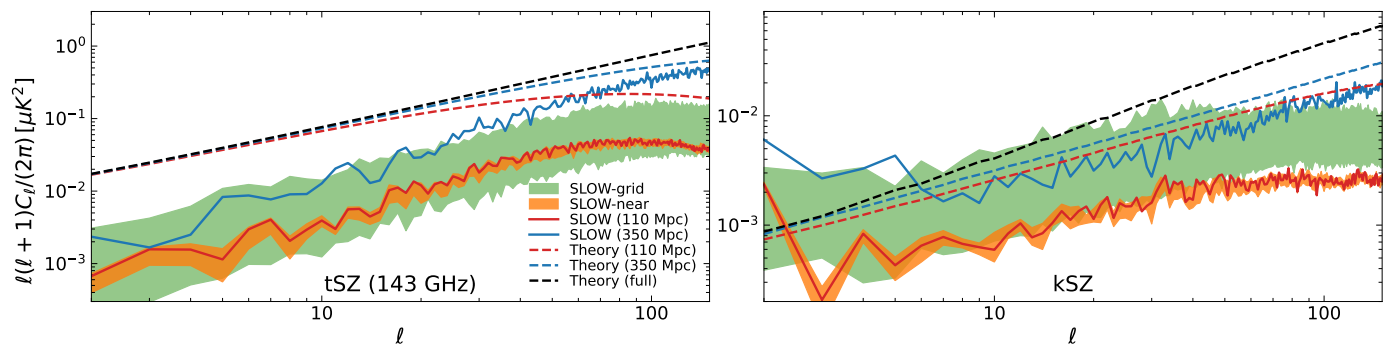 ℓ(ℓ + 1)C_ℓ/(2π) [μK²]
10⁰
10⁻¹
10⁻²
10⁻³
10
100
ℓ
tSZ (143 GHz)
SLOW-grid
SLOW-near
SLOW (110 Mpc)
SLOW (350 Mpc)
Theory (110 Mpc)
Theory (350 Mpc)
Theory (full)
10⁻²
10⁻³
10
100
ℓ
kSZ